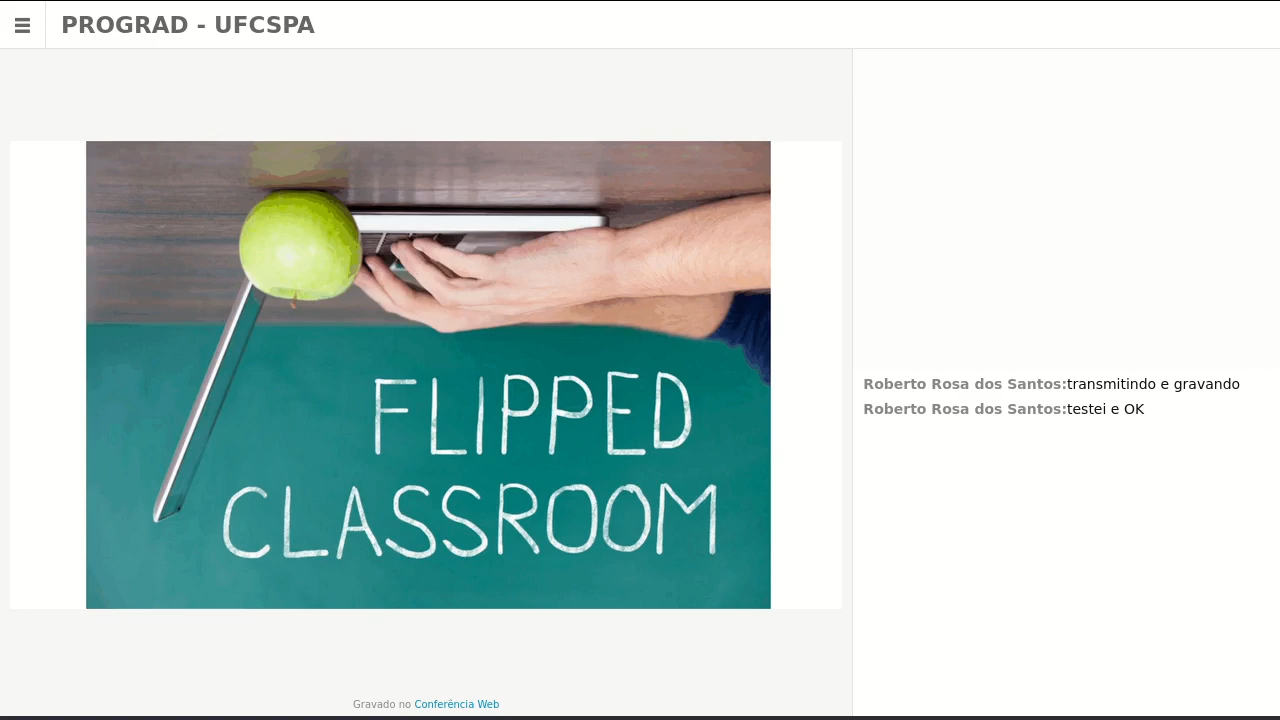 PROGRAD - UFCSPA
FLIPPED
CLASSROOM
Roberto Rosa dos Santos:transmitindo e gravando
Roberto Rosa dos Santos:testei e OK
Gravado no Conferência Web